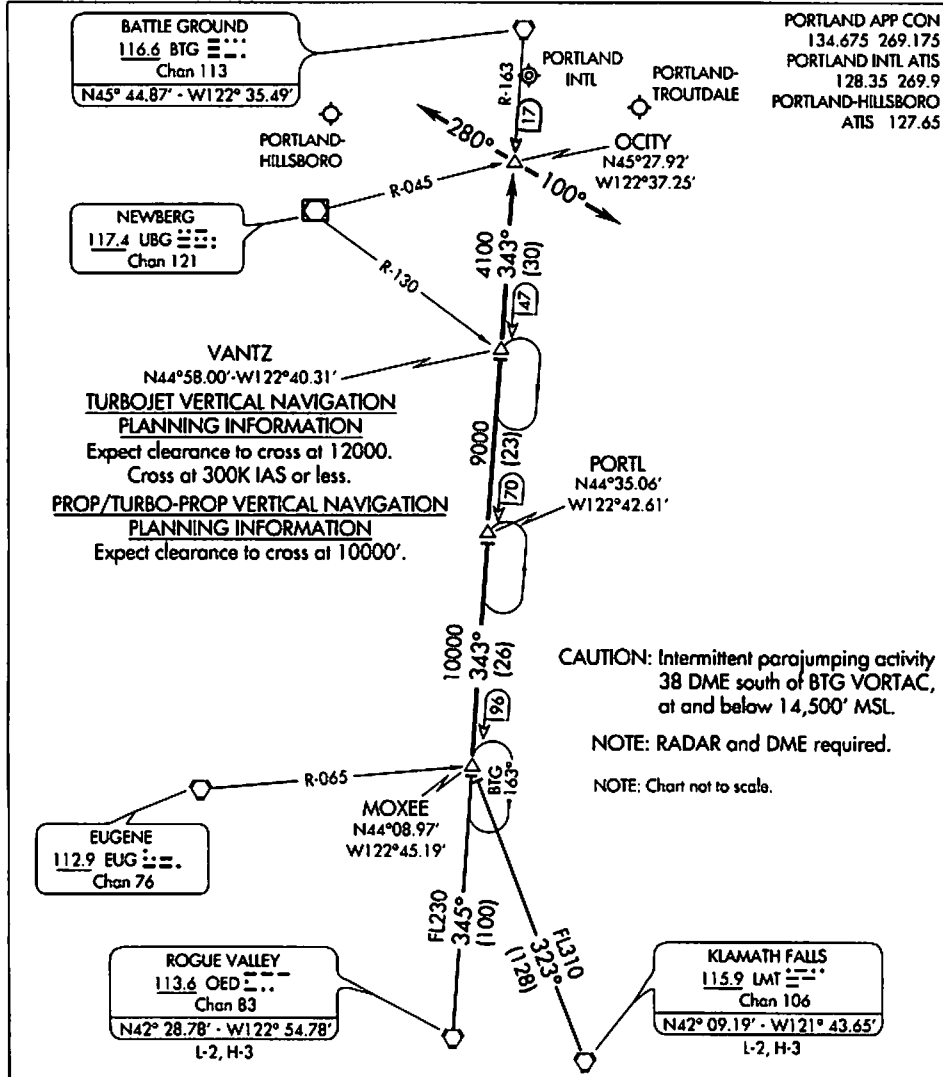 BATTLE GROUND
116.6 BTG
Chan 113
N45° 44.87' - W122° 35.49'
PORTLAND APP CON
134.675 269.175
PORTLAND INTL ATIS
128.35 269.9
PORTLAND-HILLSBORO
ATIS 127.65
R-163
PORTLAND
INTL
PORTLAND-
TROUTDALE
17
PORTLAND-
HILLSBORO
280°
100°
OCITY
N45°27.92'
W122°37.25'
R-045
NEWBERG
117.4 UBG
Chan 121
4100
343°
(30)
R-130
47
VANTZ
N44°58.00'-W122°40.31'
TURBOJET VERTICAL NAVIGATION
PLANNING INFORMATION
Expect clearance to cross at 12000.
Cross at 300K IAS or less.
PROP/TURBO-PROP VERTICAL NAVIGATION
PLANNING INFORMATION
Expect clearance to cross at 10000'.
9000
(23)
70
PORTL
N44°35.06'
W122°42.61'
10000
343°
(26)
CAUTION: Intermittent parajumping activity
38 DME south of BTG VORTAC,
at and below 14,500' MSL.
NOTE: RADAR and DME required.
NOTE: Chart not to scale.
96
R-065
BTG
163°
MOXEE
N44°08.97'
W122°45.19'
EUGENE
112.9 EUG
Chan 76
FL230
345°
(100)
FL310
323°
(128)
ROGUE VALLEY
113.6 OED
Chan 83
N42° 28.78' - W122° 54.78'
L-2, H-3
KLAMATH FALLS
115.9 LMT
Chan 106
N42° 09.19' - W121° 43.65'
L-2, H-3